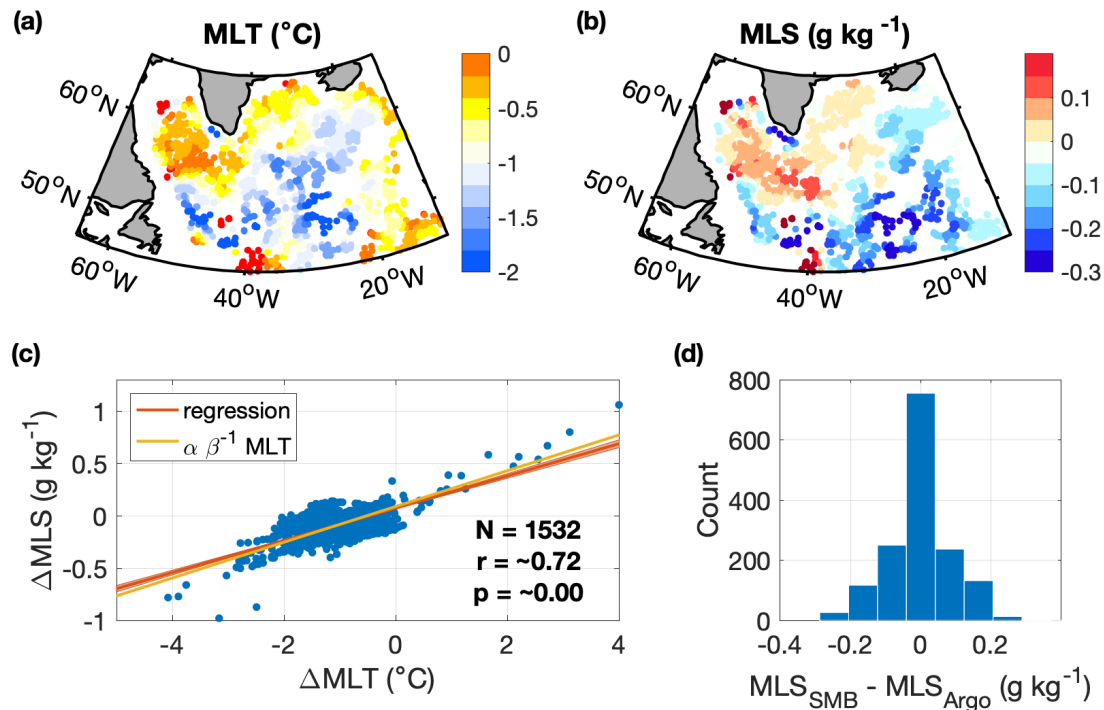 (a)
MLT (°C)
60°N
50°N
60°W
40°W
20°W
0
-0.5
-1
-1.5
-2
(b)
MLS (g kg -1)
60°N
50°N
60°W
40°W
20°W
0.1
0
-0.1
-0.2
-0.3
(c)
ΔMLS (g kg⁻¹)
1
0.5
0
-0.5
-1
regression
α β⁻¹ MLT
N = 1532
r = ~0.72
p = ~0.00
-4
-2
0
2
4
ΔMLT (°C)
(d)
Count
800
600
400
200
0
-0.4
-0.2
0
0.2
MLS_SMB - MLS_Argo (g kg⁻¹)